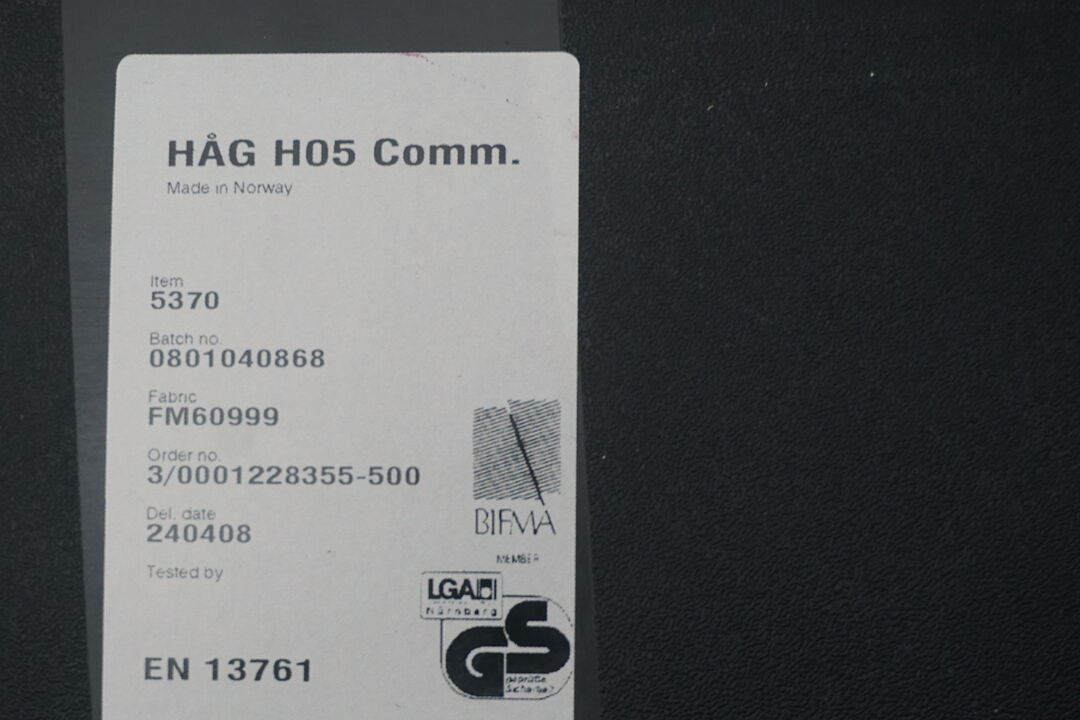 HÅG H05 Comm.
Made in Norway
Item
5370
Batch no.
0801040868
Fabric
FM60999
Order no.
3/0001228355-500
Del. date
240408
Tested by
EN 13761
BIFMA
MEMBER
LGA
Nürnberg
GS
geprüfte
Sicherheit